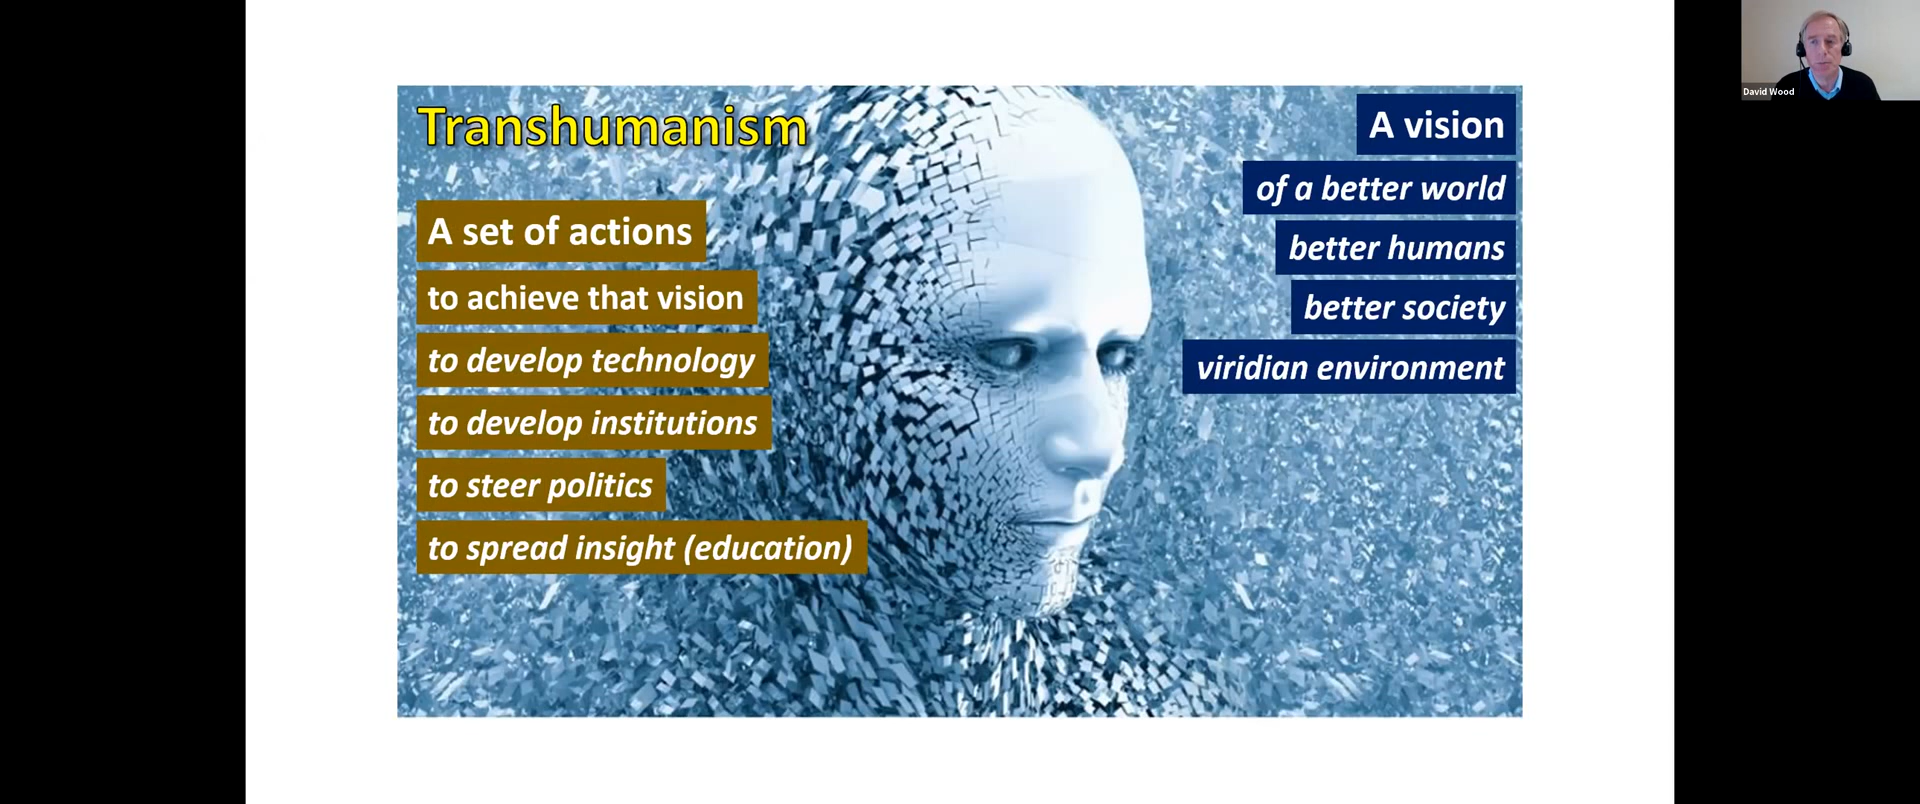 Transhumanism
A set of actions
to achieve that vision
to develop technology
to develop institutions
to steer politics
to spread insight (education)
A vision
of a better world
better humans
better society
viridian environment
David Wood